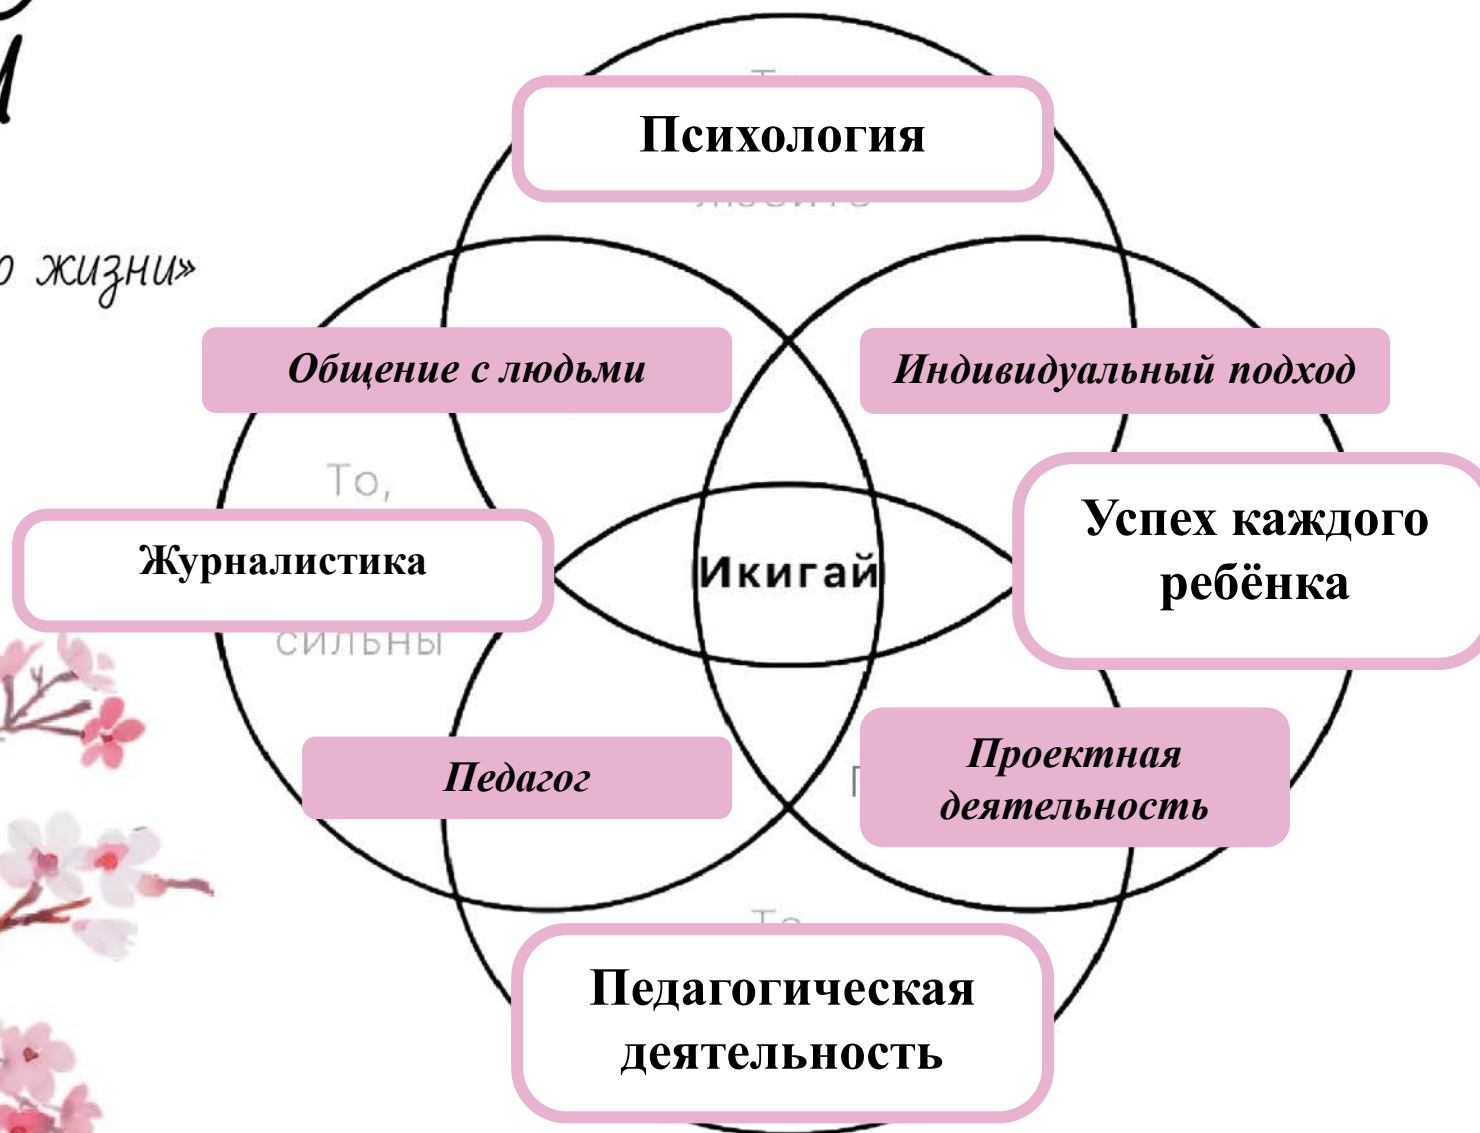 Психология
жизни»
Общение с людьми
Индивидуальный подход
То,
Журналистика
сильны
Икигай
Успех каждого
ребёнка
Педагог
Проектная
деятельность
Педагогическая
деятельность